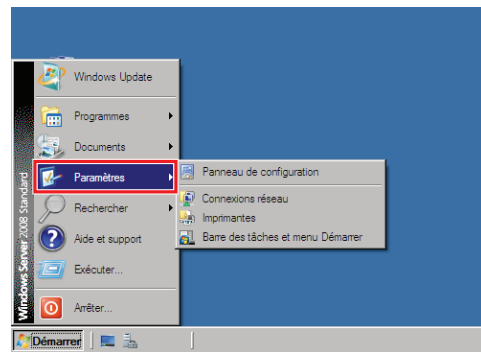 Windows Update
Programmes
Documents
Paramètres
Panneau de configuration
Connexions réseau
Rechercher
Imprimantes
Aide et support
Barre des tâches et menu Démarrer
Exécuter...
Arrêter...
Windows Server 2008 Standard
Démarrer